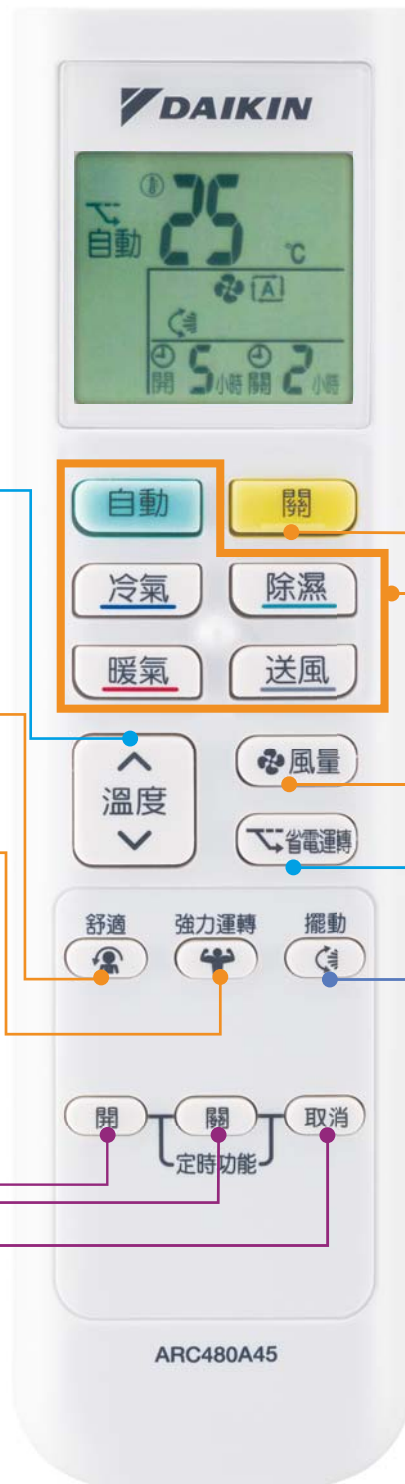 DAIKIN
25
自動
℃
A
開 5小時 關 2小時
自動
關
冷氣
除濕
暖氣
送風
溫度
風量
省電運轉
舒適
強力運轉
擺動
開
關
取消
定時功能
ARC480A45